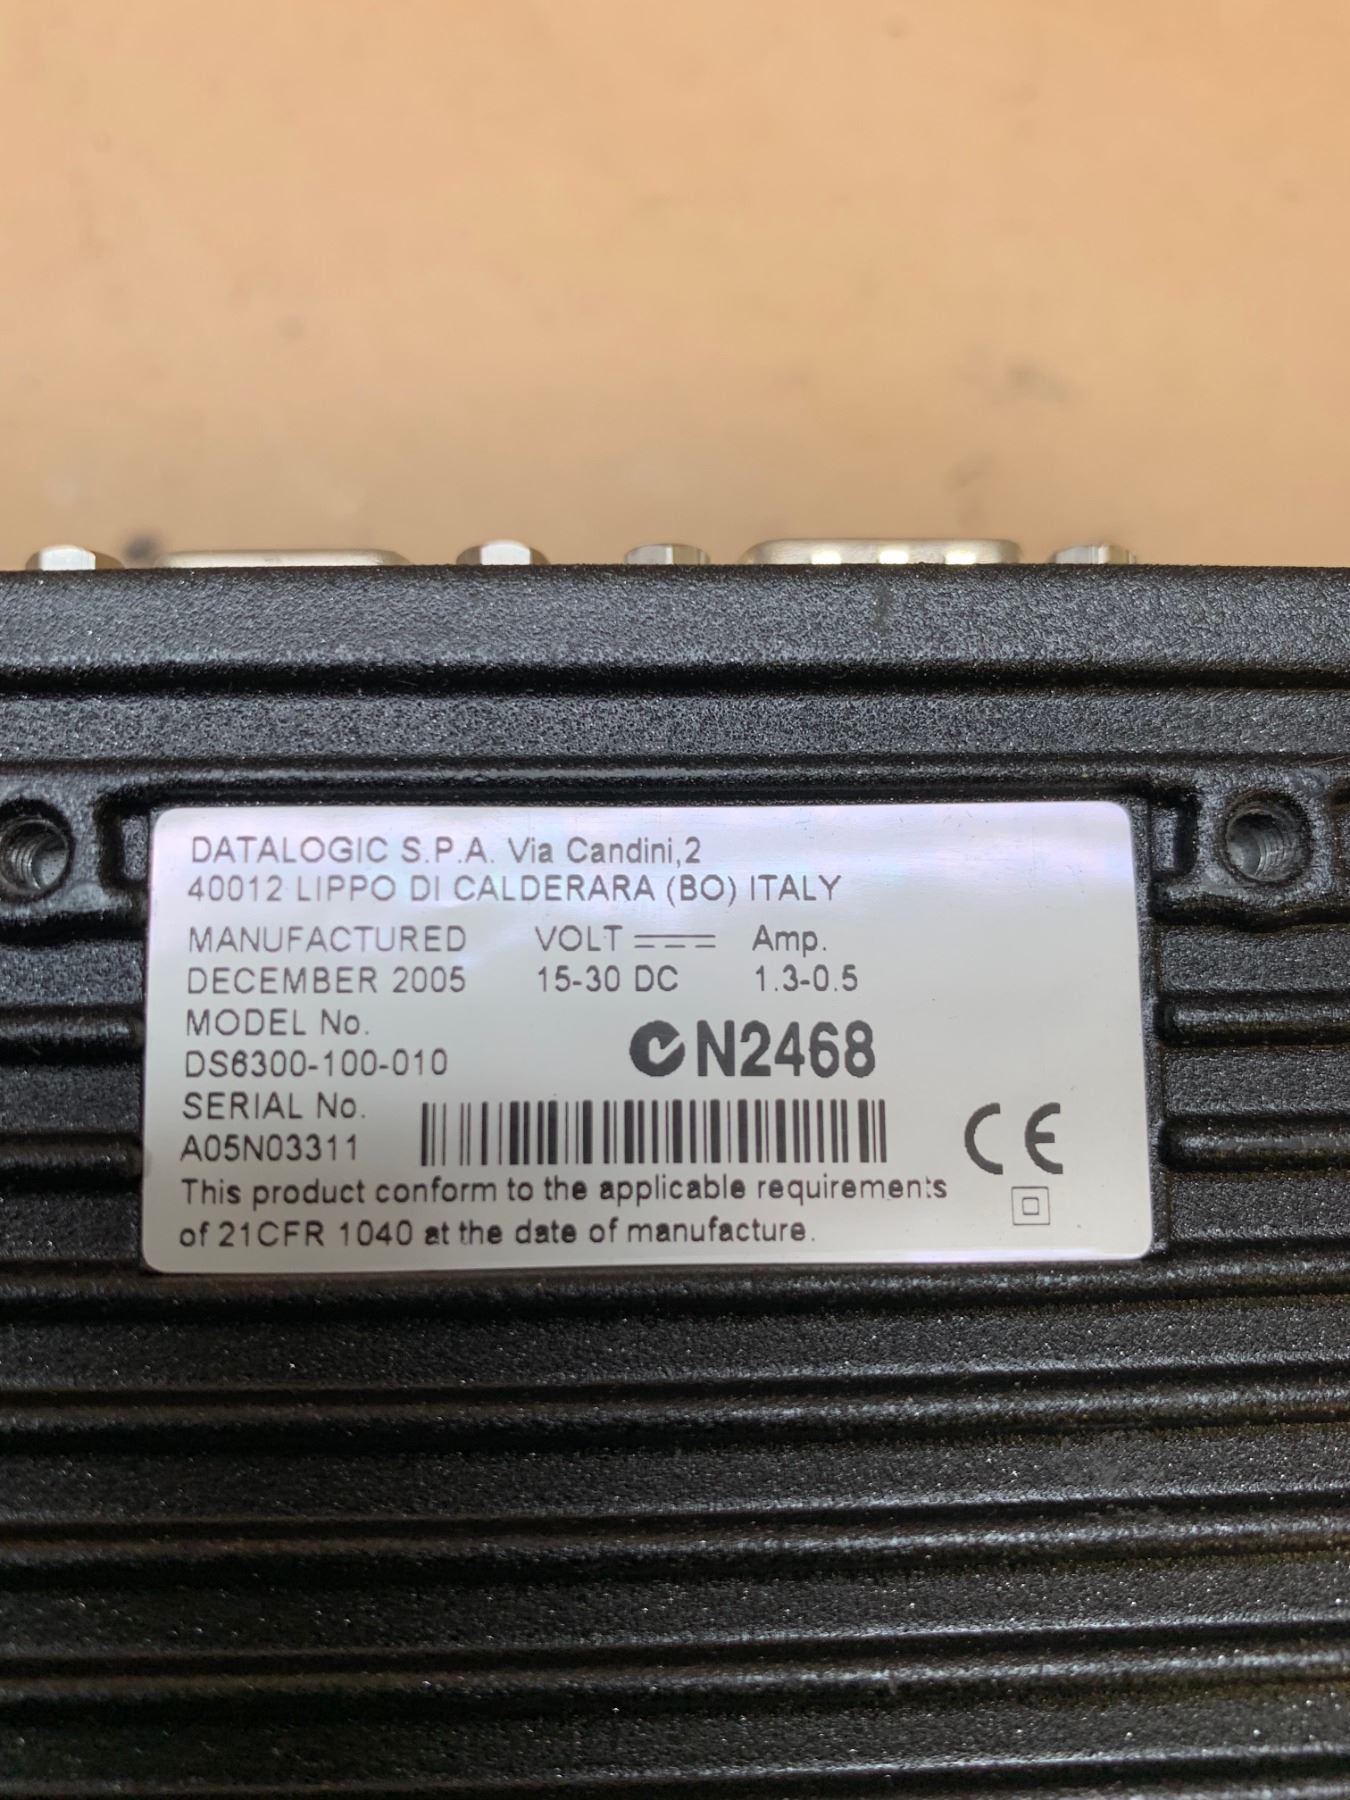 DATALOGIC S.P.A. Via Candini,2
40012 LIPPO DI CALDERARA (BO) ITALY
MANUFACTURED VOLT Amp.
DECEMBER 2005 15-30 DC 1.3-0.5
MODEL No.
DS6300-100-010 N2468
SERIAL No.
A05N03311 CE
This product conform to the applicable requirements
of 21CFR 1040 at the date of manufacture.